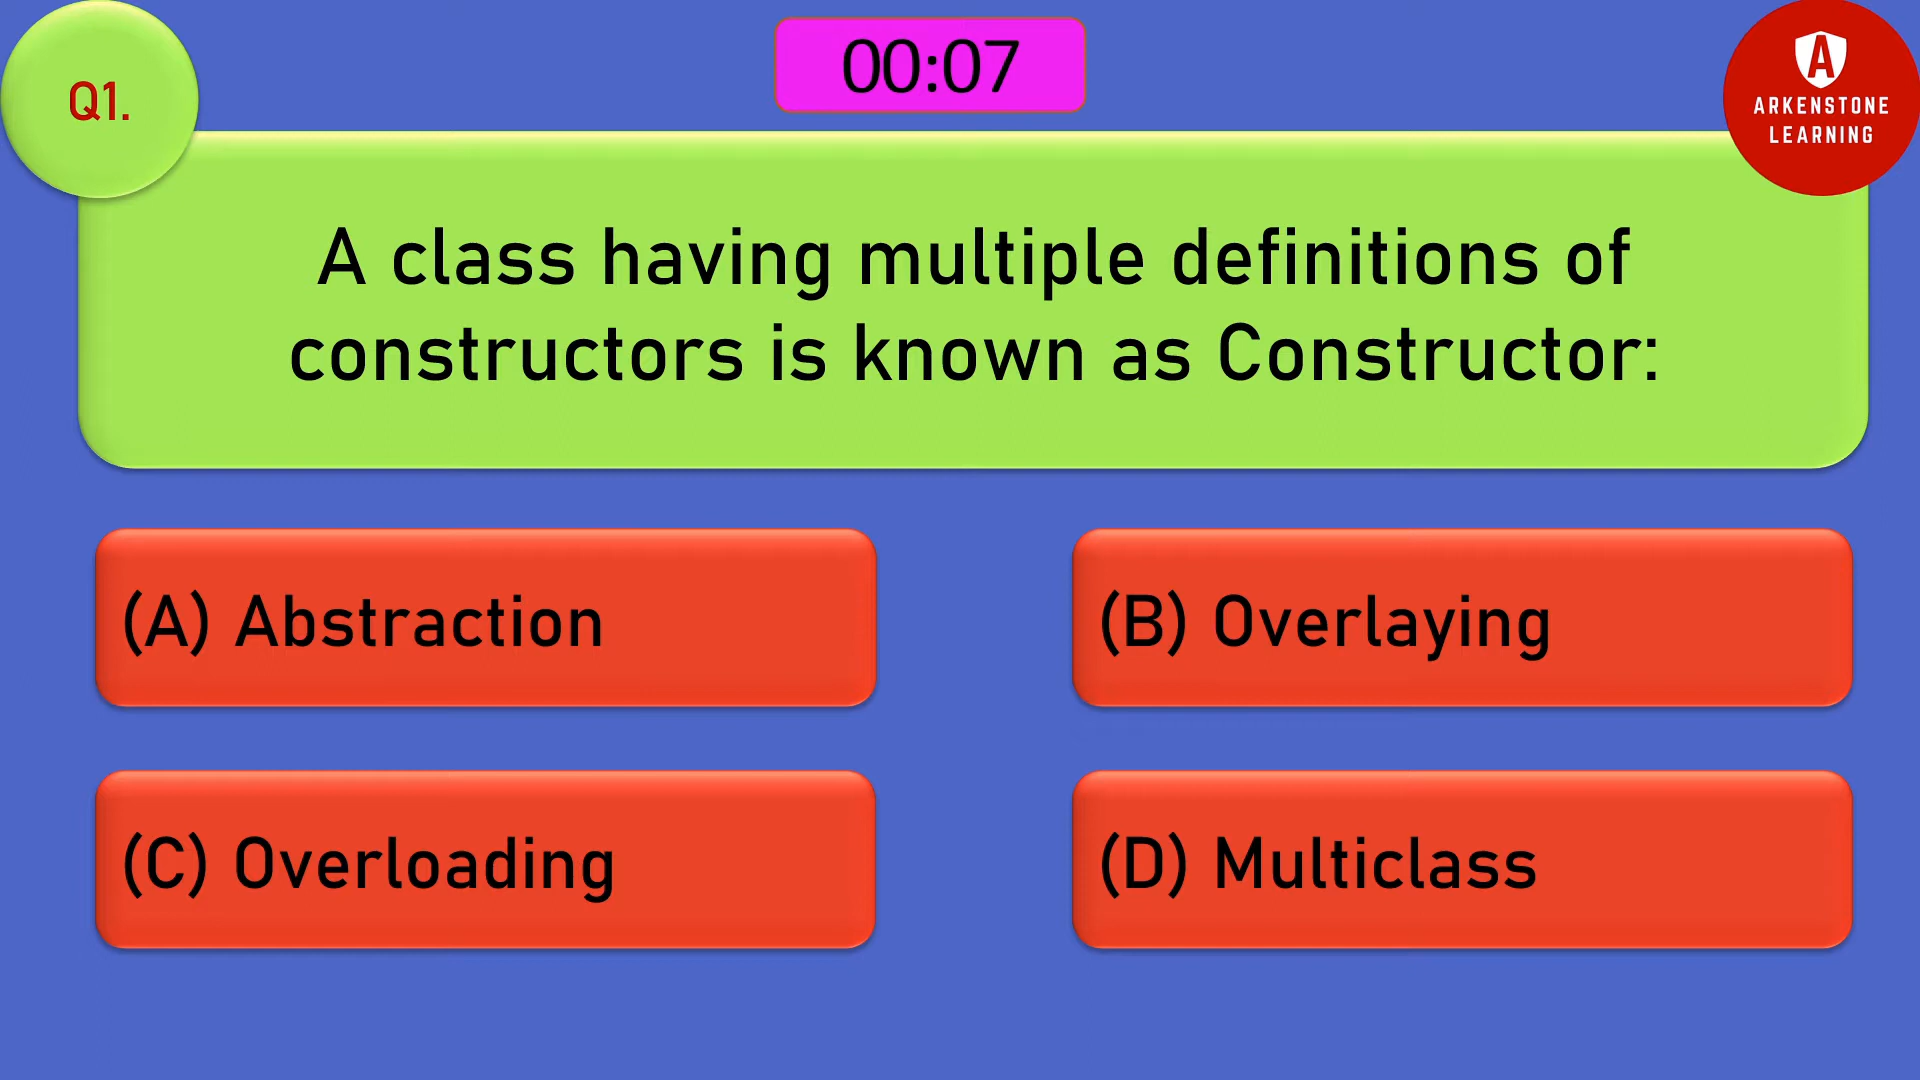 Q1.
00:07
A
ARKENSTONE
LEARNING
A class having multiple definitions of
constructors is known as Constructor:
(A) Abstraction
(B) Overlaying
(C) Overloading
(D) Multiclass